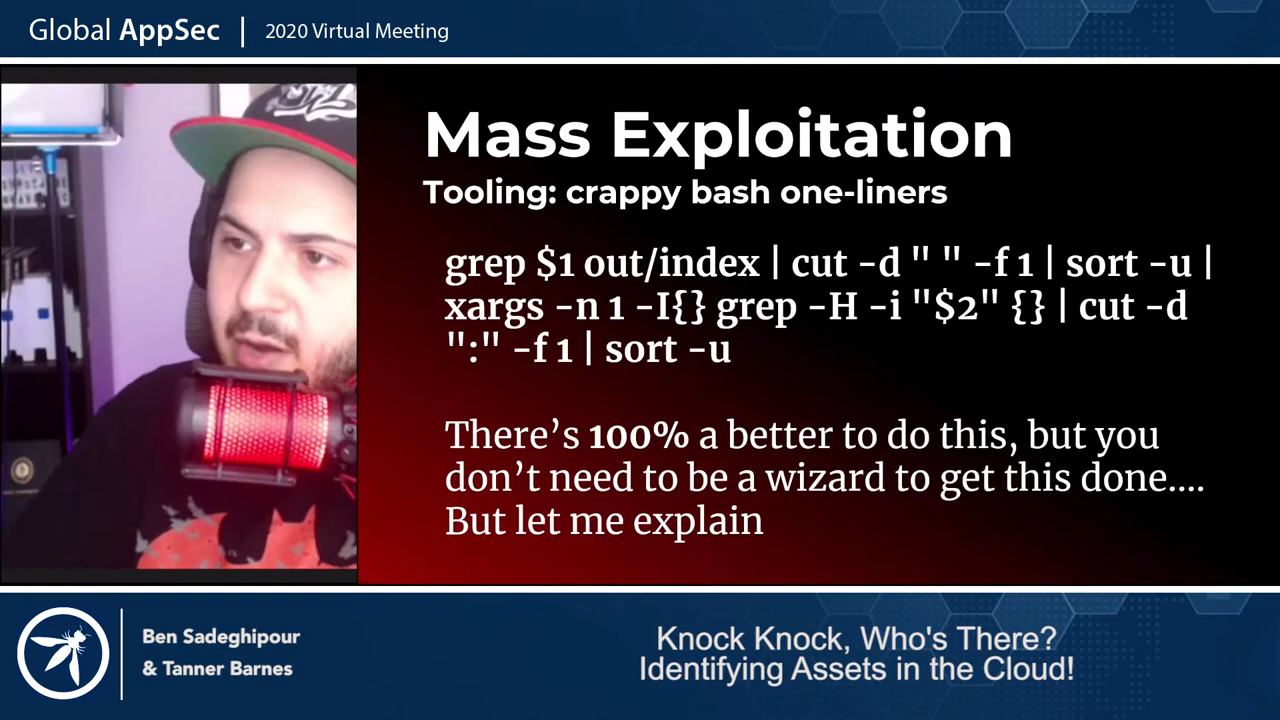 Global AppSec | 2020 Virtual Meeting
Mass Exploitation
Tooling: crappy bash one-liners
grep $1 out/index | cut -d " " -f 1 | sort -u |
xargs -n 1 -I{} grep -H -i "$2" {} | cut -d
":" -f 1 | sort -u
There’s 100% a better to do this, but you
don’t need to be a wizard to get this done....
But let me explain
Ben Sadeghipour
& Tanner Barnes
Knock Knock, Who's There?
Identifying Assets in the Cloud!